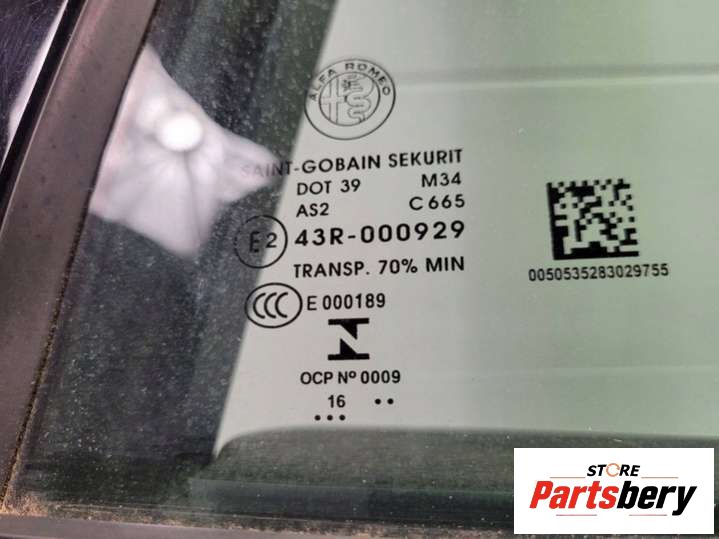 ALFA ROMEO
SAINT-GOBAIN SEKURIT
DOT 39 M34
AS2 C 665
E2 43R-000929
TRANSP. 70% MIN
0050535283029755
CCC E 000189
N
OCP Nº 0009
16
STORE
Partsbery